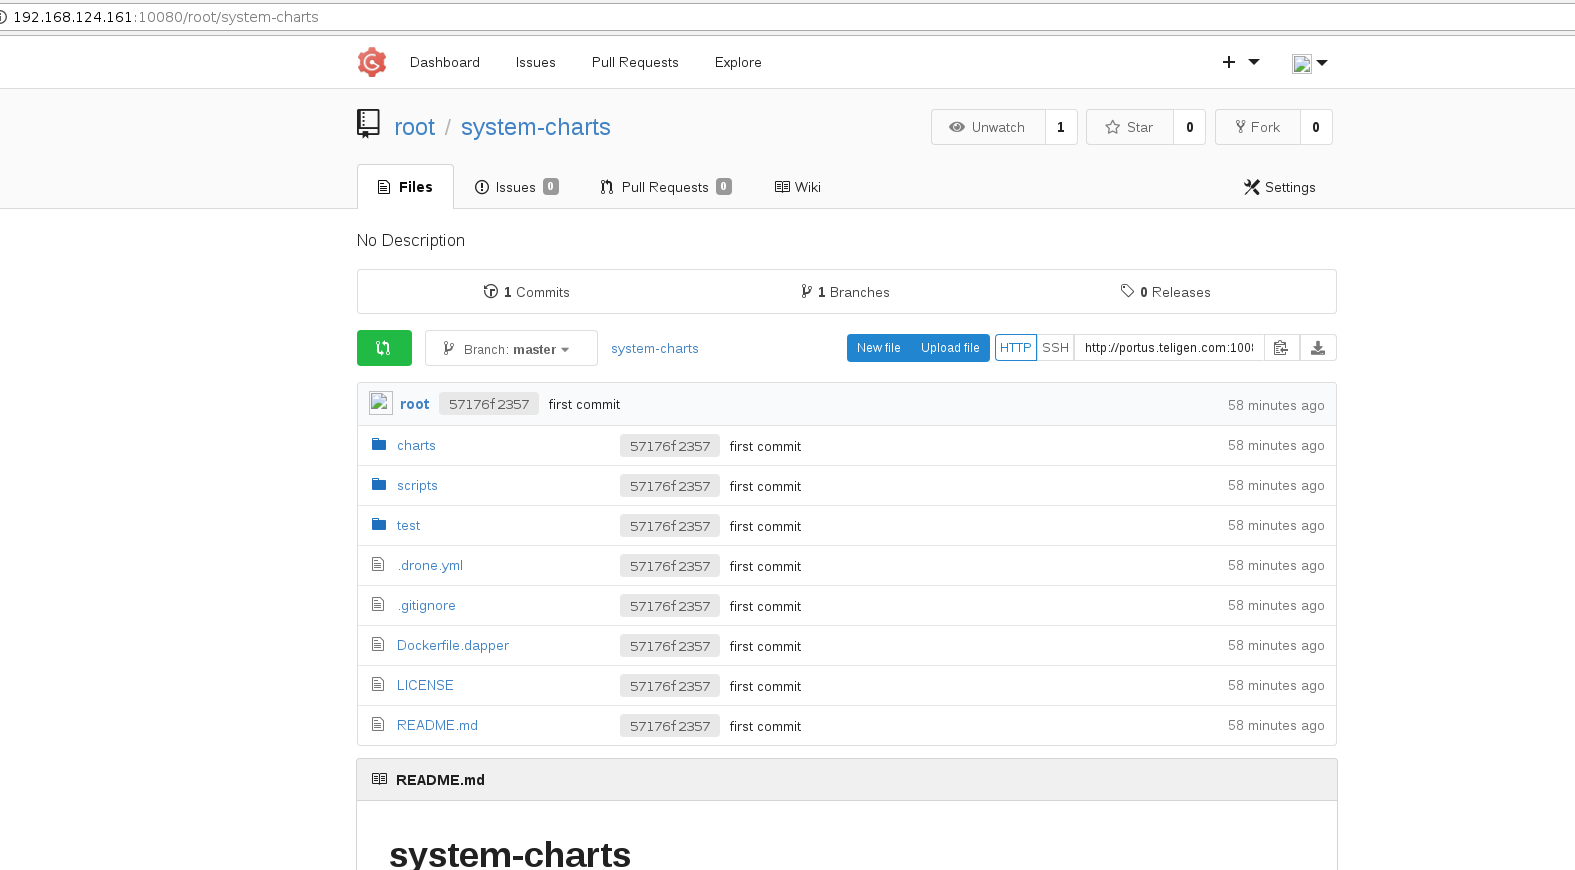 192.168.124.161:10080/root/system-charts
Dashboard Issues Pull Requests Explore
root / system-charts Unwatch 1 Star 0 Fork 0
Files Issues 0 Pull Requests 0 Wiki Settings
No Description
1 Commits 1 Branches 0 Releases
Branch: master system-charts New file Upload file HTTP SSH http://portus.teligen.com:1008
root 57176f2357 first commit 58 minutes ago
charts 57176f2357 first commit 58 minutes ago
scripts 57176f2357 first commit 58 minutes ago
test 57176f2357 first commit 58 minutes ago
.drone.yml 57176f2357 first commit 58 minutes ago
.gitignore 57176f2357 first commit 58 minutes ago
Dockerfile.dapper 57176f2357 first commit 58 minutes ago
LICENSE 57176f2357 first commit 58 minutes ago
README.md 57176f2357 first commit 58 minutes ago
README.md
system-charts